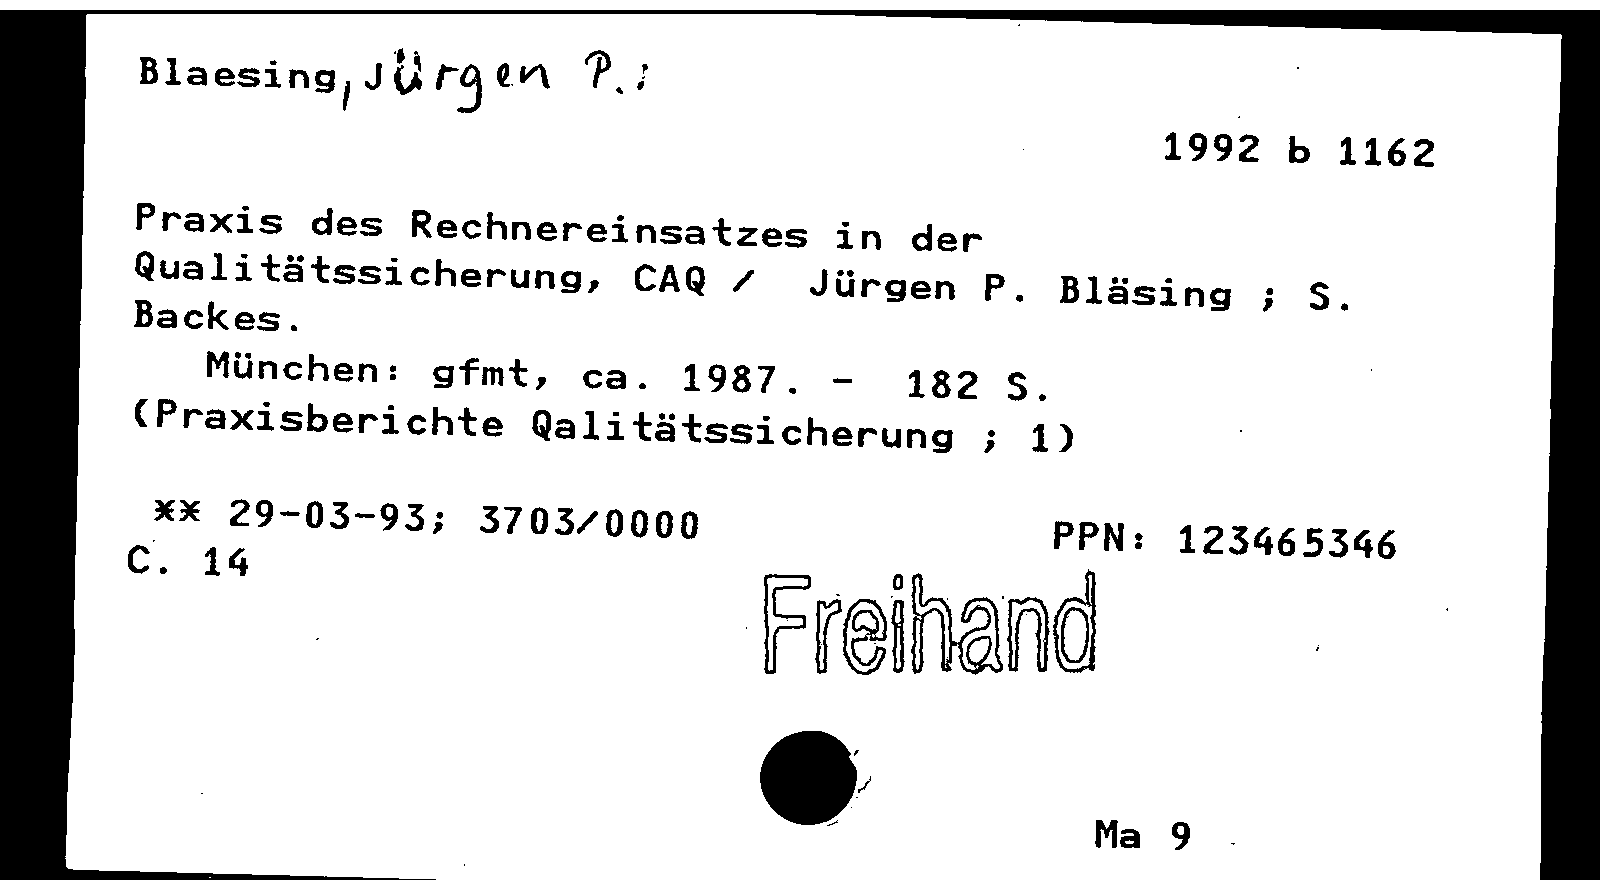 Blaesing, Jürgen P.:
1992 b 1162
Praxis des Rechnereinsatzes in der
Qualitätssicherung, CAQ / Jürgen P. Bläsing ; S.
Backes.
München: gfmt, ca. 1987. - 182 S.
(Praxisberichte Qalitätssicherung ; 1)
** 29-03-93; 3703/0000 PPN: 123465346
C. 14
Freihand
Ma 9